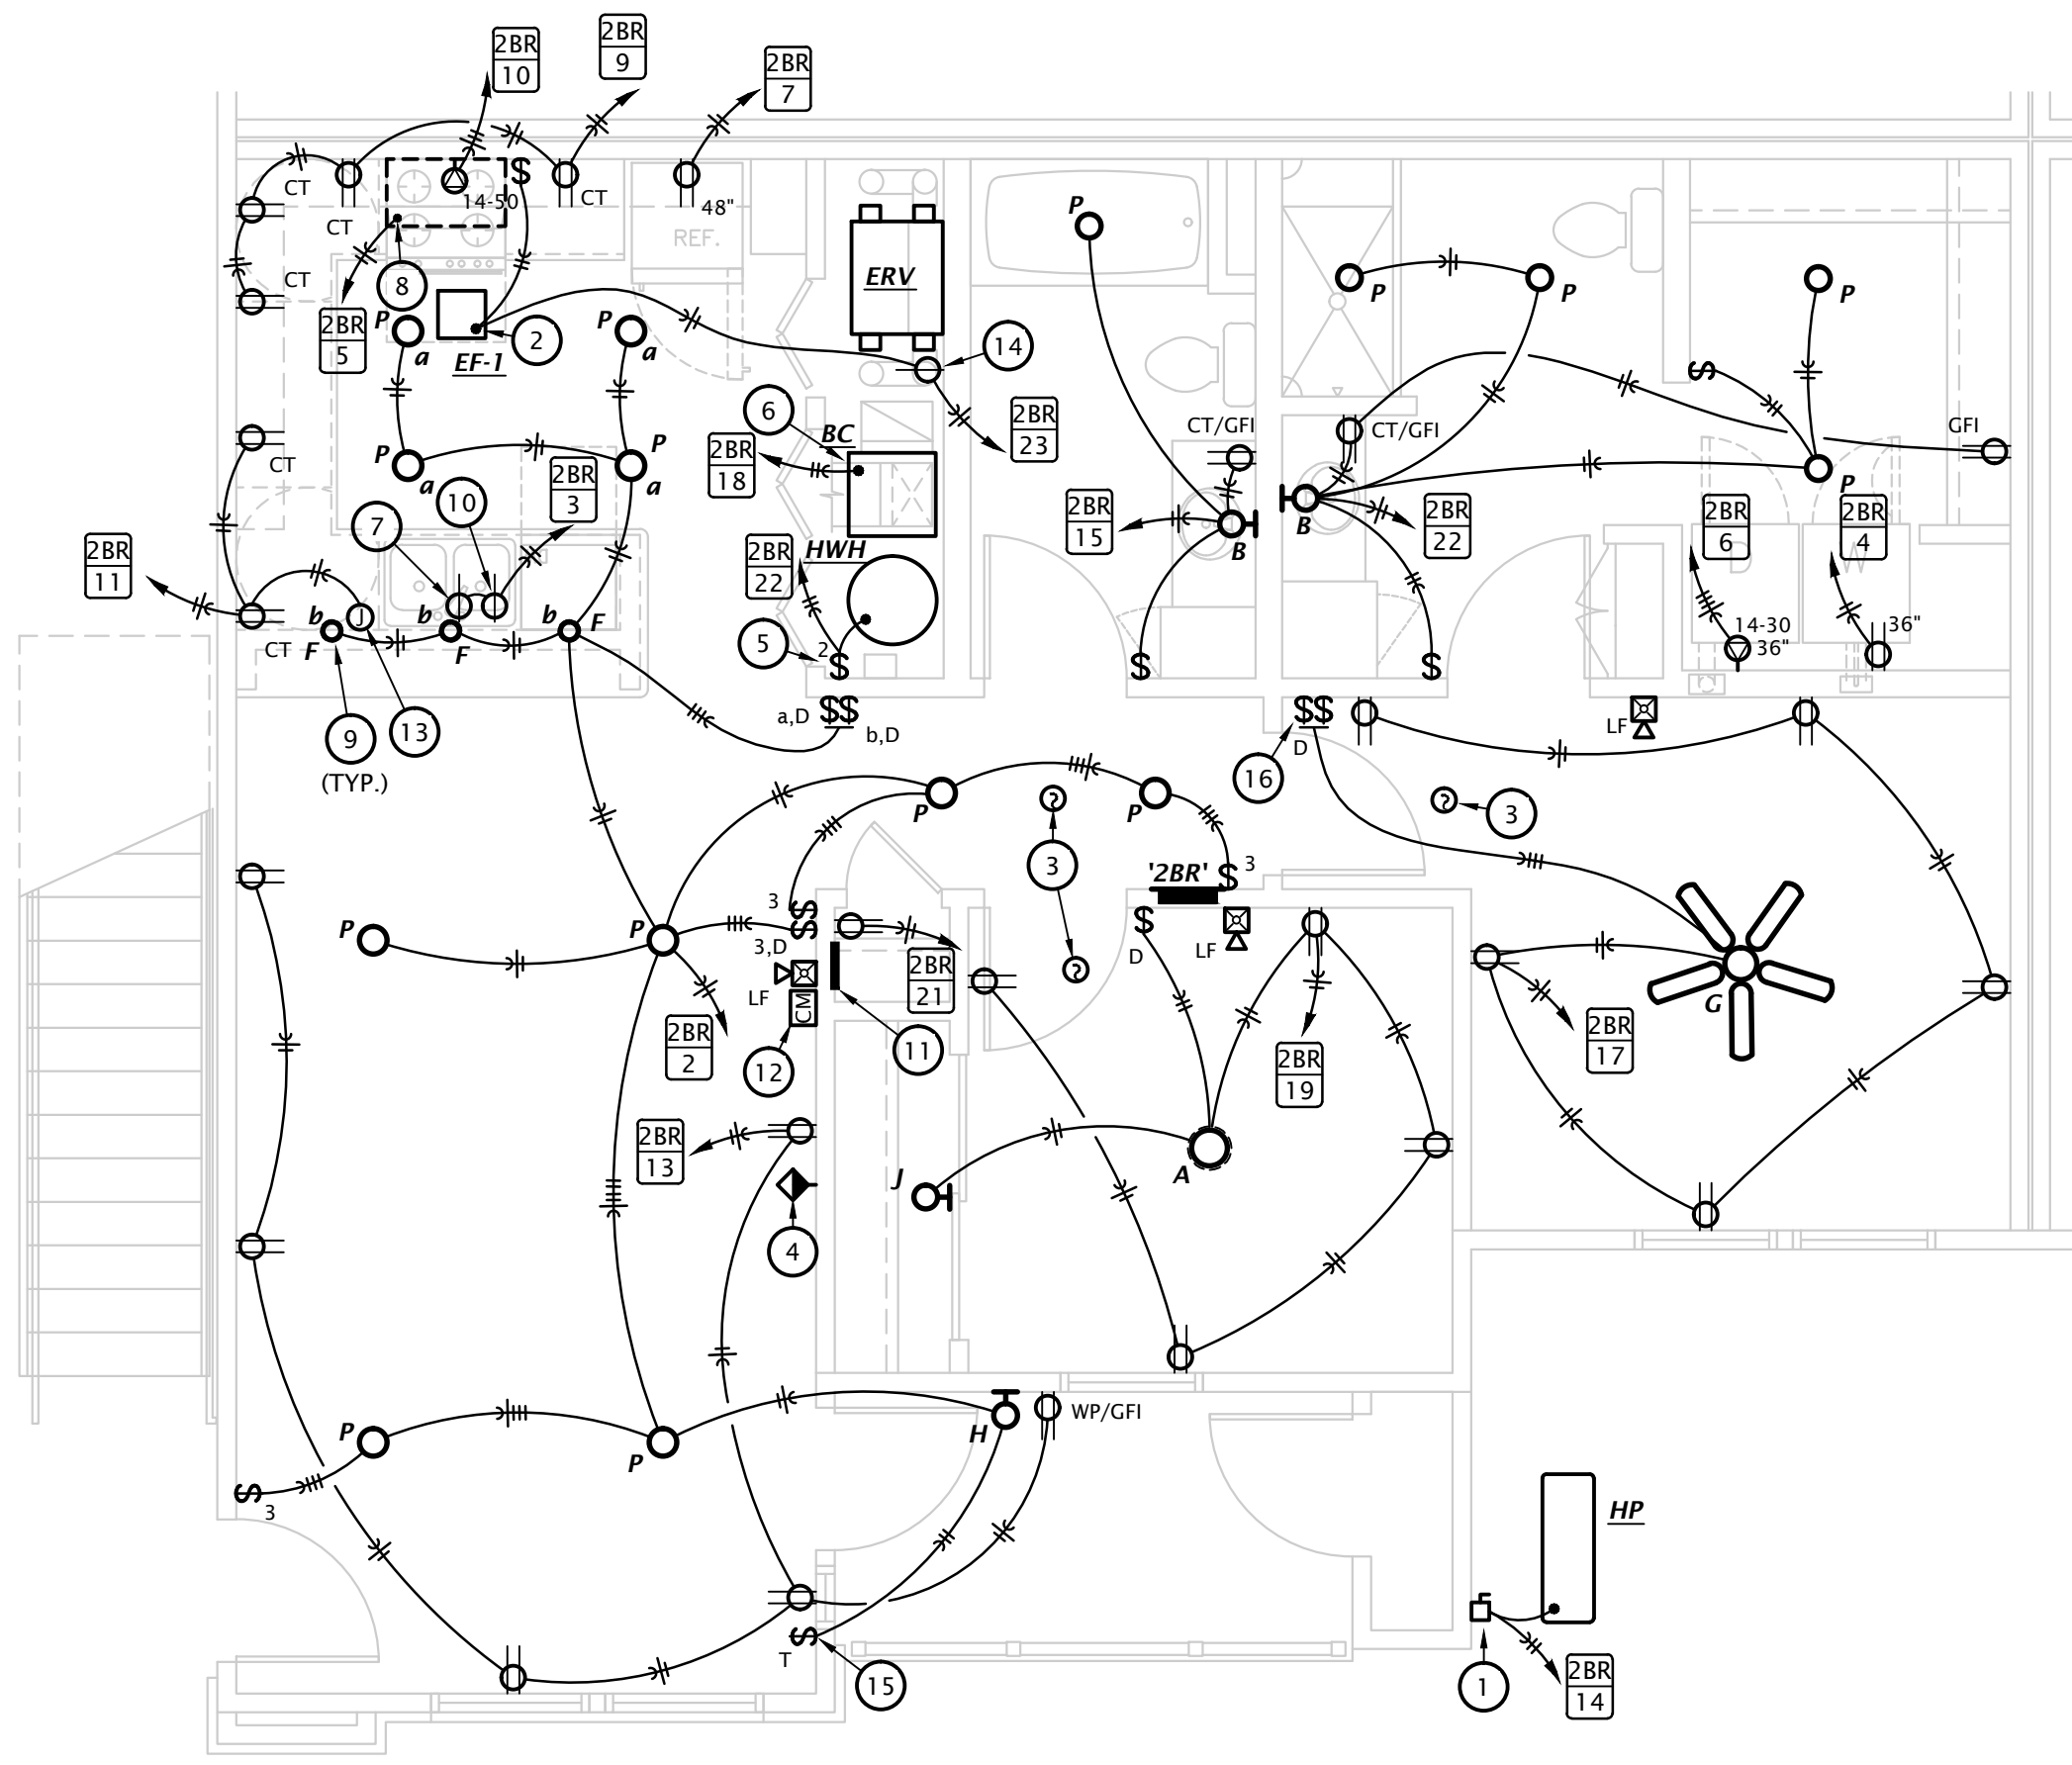 2BR
10
2BR
9
2BR
7
CT
CT
14-50
CT
48"
REF.
P
CT
8
ERV
P
P
P
2BR
5
P
a
EF-1
2
P
a
14
6
BC
2BR
23
CT/GFI
CT/GFI
GFI
CT
P
a
P
a
2BR
18
10
2BR
3
7
2BR
15
B
B
2BR
22
P
2BR
6
D
2BR
4
W
2BR
11
HWH
2BR
22
b
J
b
b
F
CT
F
F
5
2
14-30
36"
36"
9
(TYP.)
13
a,D
b,D
16
D
LF
P
P
3
3
'2BR'
3
3
P
P
3,D
LF
CM
2BR
21
D
LF
G
2BR
2
12
11
2BR
19
2BR
17
2BR
13
4
J
A
P
P
H
WP/GFI
3
HP
T
15
1
2BR
14